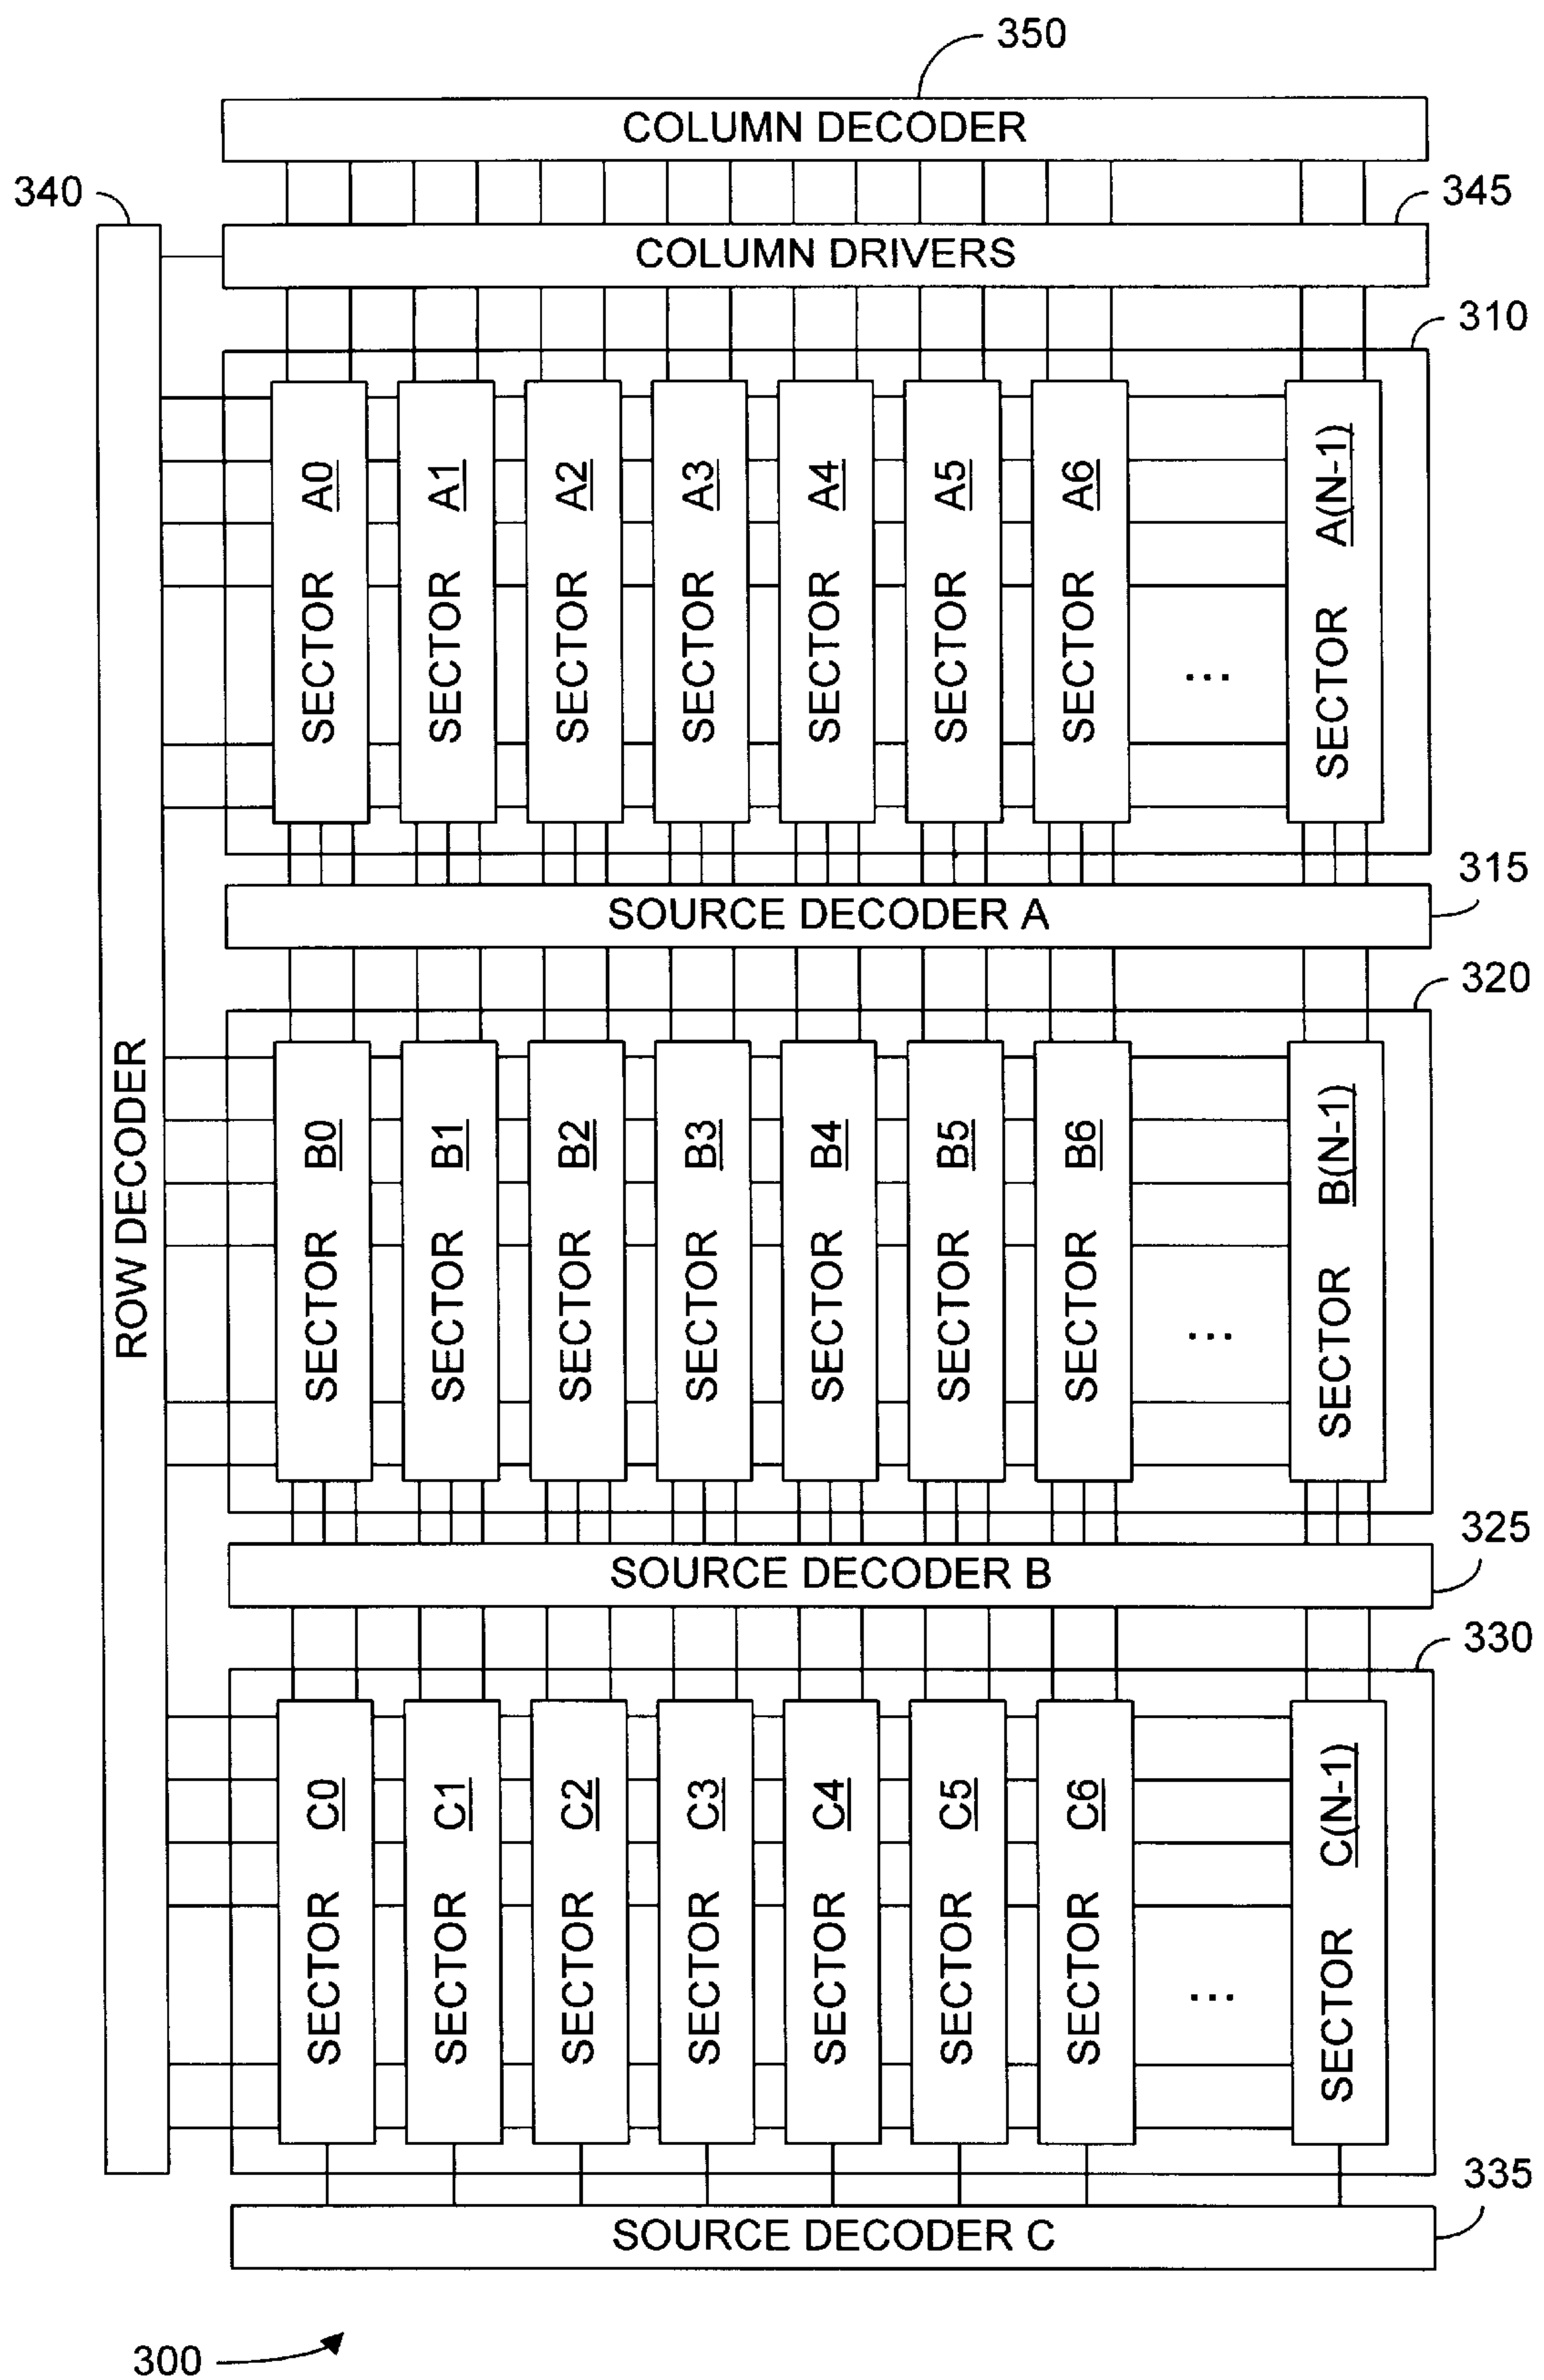 350
COLUMN DECODER
340
345
COLUMN DRIVERS
310
SECTOR A0
SECTOR A1
SECTOR A2
SECTOR A3
SECTOR A4
SECTOR A5
SECTOR A6
...
SECTOR A(N-1)
315
SOURCE DECODER A
320
ROW DECODER
SECTOR B0
SECTOR B1
SECTOR B2
SECTOR B3
SECTOR B4
SECTOR B5
SECTOR B6
...
SECTOR B(N-1)
325
SOURCE DECODER B
330
SECTOR C0
SECTOR C1
SECTOR C2
SECTOR C3
SECTOR C4
SECTOR C5
SECTOR C6
...
SECTOR C(N-1)
335
SOURCE DECODER C
300